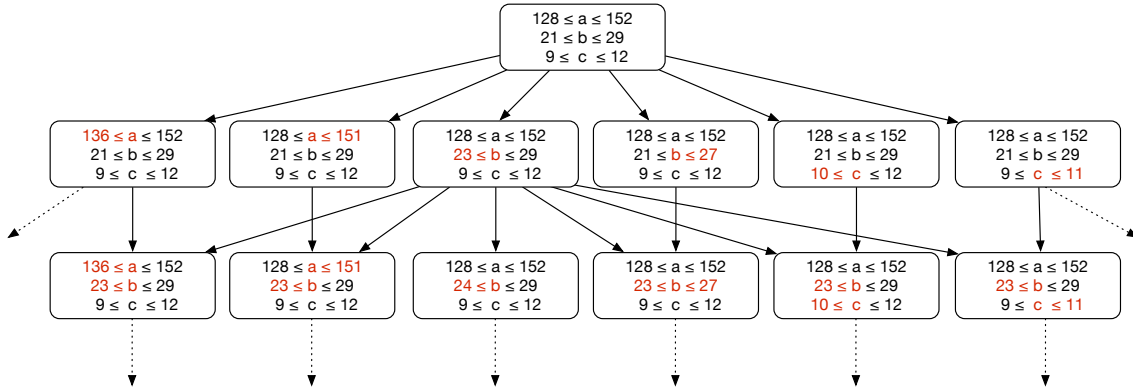 128 ≤ a ≤ 152
21 ≤ b ≤ 29
9 ≤ c ≤ 12
136 ≤ a ≤ 152
21 ≤ b ≤ 29
9 ≤ c ≤ 12
128 ≤ a ≤ 151
21 ≤ b ≤ 29
9 ≤ c ≤ 12
128 ≤ a ≤ 152
23 ≤ b ≤ 29
9 ≤ c ≤ 12
128 ≤ a ≤ 152
21 ≤ b ≤ 27
9 ≤ c ≤ 12
128 ≤ a ≤ 152
21 ≤ b ≤ 29
10 ≤ c ≤ 12
128 ≤ a ≤ 152
21 ≤ b ≤ 29
9 ≤ c ≤ 11
136 ≤ a ≤ 152
23 ≤ b ≤ 29
9 ≤ c ≤ 12
128 ≤ a ≤ 151
23 ≤ b ≤ 29
9 ≤ c ≤ 12
128 ≤ a ≤ 152
24 ≤ b ≤ 29
9 ≤ c ≤ 12
128 ≤ a ≤ 152
23 ≤ b ≤ 27
9 ≤ c ≤ 12
128 ≤ a ≤ 152
23 ≤ b ≤ 29
10 ≤ c ≤ 12
128 ≤ a ≤ 152
23 ≤ b ≤ 29
9 ≤ c ≤ 11